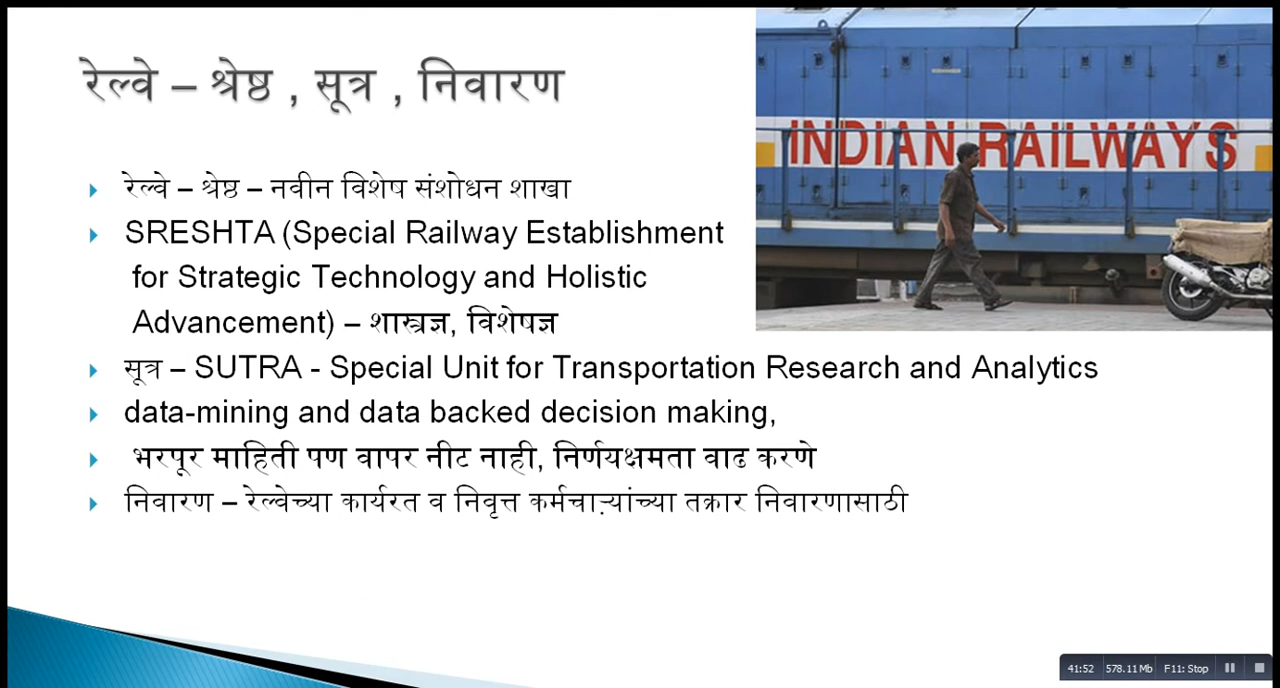 रेल्वे – श्रेष्ठ , सूत्र , निवारण
INDIAN RAILWAYS
रेल्वे – श्रेष्ठ – नवीन विशेष संशोधन शाखा
SRESHTA (Special Railway Establishment
for Strategic Technology and Holistic
Advancement) – शास्त्रज्ञ, विशेषज्ञ
सूत्र – SUTRA - Special Unit for Transportation Research and Analytics
data-mining and data backed decision making,
भरपूर माहिती पण वापर नीट नाही, निर्णयक्षमता वाढ करणे
निवारण – रेल्वेच्या कार्यरत व निवृत्त कर्मचाऱ्यांच्या तक्रार निवारणासाठी
41:52 578.11 Mb F11: Stop